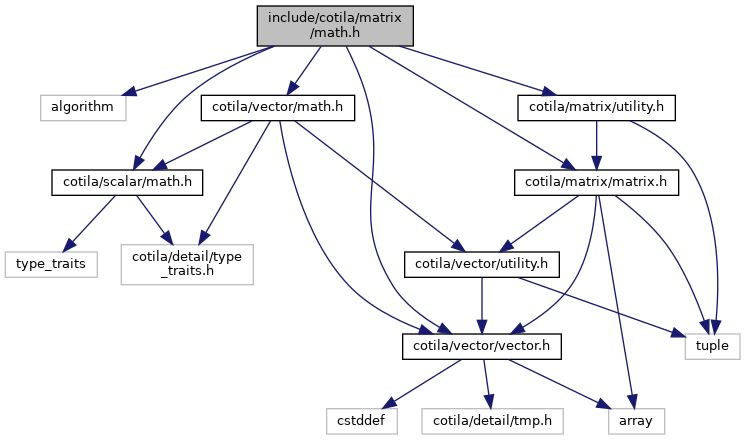 include/cotila/matrix
/math.h
algorithm
cotila/vector/math.h
cotila/matrix/utility.h
cotila/scalar/math.h
cotila/matrix/matrix.h
type_traits
cotila/detail/type
_traits.h
cotila/vector/utility.h
cotila/vector/vector.h
tuple
cstddef
cotila/detail/tmp.h
array